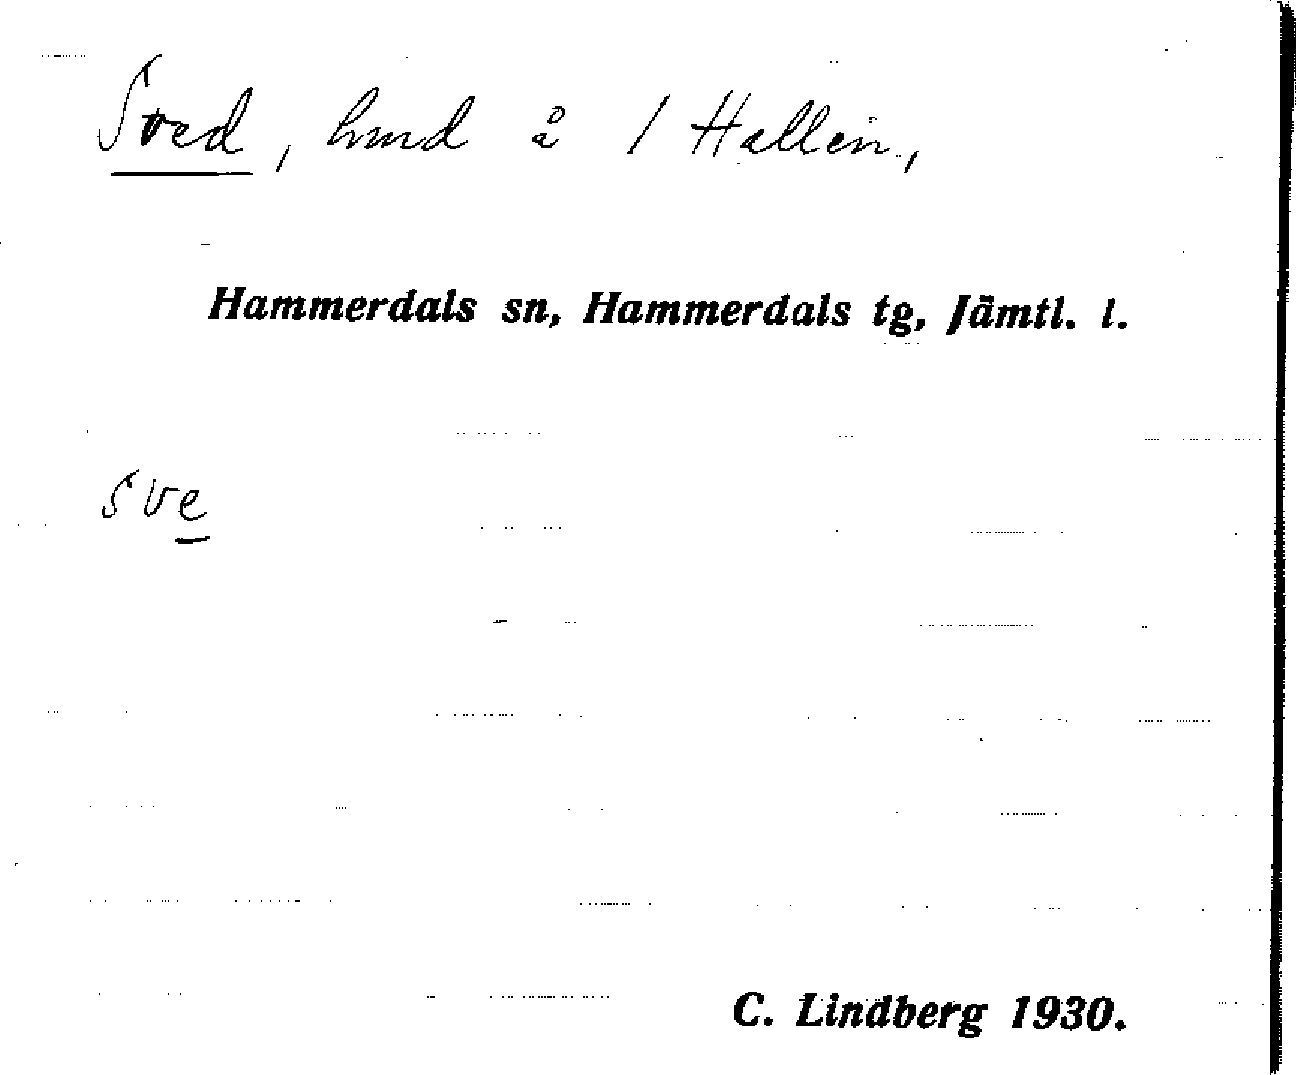 Sved, hmd å 1 Hallen,
Hammerdals sn, Hammerdals tg, Jämtl. l.
sve
C. Lindberg 1930.